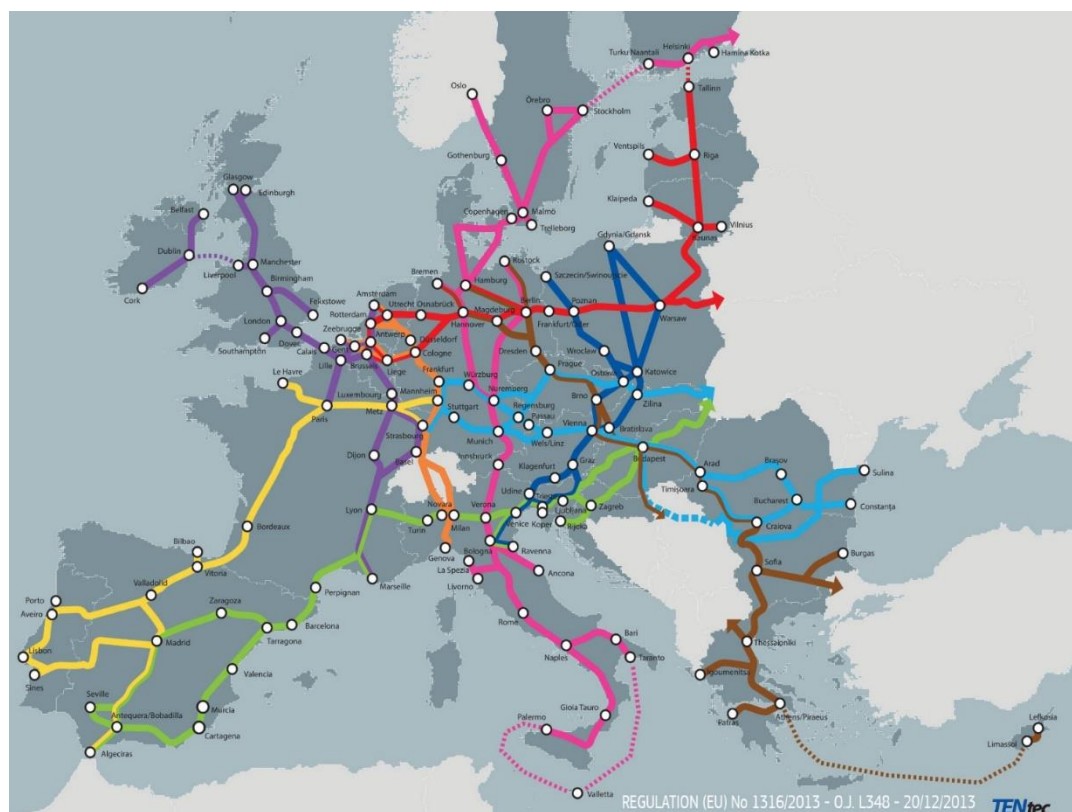 Oslo
Örebro
Stockholm
Turku Naantali
Helsinki
Hamina Kotka
Tallinn
Gothenburg
Ventspils
Riga
Klaipeda
Kaunas
Vilnius
Glasgow
Edinburgh
Belfast
Dublin
Liverpool
Manchester
Birmingham
Cork
Felixstowe
London
Southampton
Dover
Calais
Copenhagen
Malmö
Trelleborg
Gdynia/Gdansk
Rostock
Szczecin/Swinoujscie
Bremen
Hamburg
Amsterdam
Rotterdam
Utrecht
Osnabrück
Zeebrugge
Hannover
Magdeburg
Berlin
Frankfurt/Oder
Poznan
Warsaw
Antwerp
Düsseldorf
Cologne
Lille
Brussels
Liege
Dresden
Wroclaw
Le Havre
Frankfurt
Würzburg
Prague
Ostrava
Katowice
Luxembourg
Mannheim
Nuremberg
Brno
Zilina
Paris
Metz
Stuttgart
Regensburg
Passau
Strasbourg
Munich
Wels/Linz
Vienna
Bratislava
Dijon
Basel
Innsbruck
Klagenfurt
Graz
Budapest
Arad
Braşov
Sulina
Timişoara
Bucharest
Constanţa
Lyon
Novara
Milan
Verona
Udine
Trieste
Ljubljana
Zagreb
Craiova
Turin
Venice
Koper
Rijeka
Bordeaux
Genova
Bologna
Ravenna
Sofia
Burgas
Bilbao
Vitoria
La Spezia
Livorno
Ancona
Marseille
Valladolid
Perpignan
Porto
Aveiro
Zaragoza
Barcelona
Rome
Tarragona
Madrid
Thessaloniki
Lisbon
Sines
Valencia
Naples
Bari
Taranto
Igoumenitsa
Seville
Murcia
Gioia Tauro
Patras
Athens/Piraeus
Antequera/Bobadilla
Cartagena
Palermo
Lefkosia
Limassol
Algeciras
Valletta
REGULATION (EU) No 1316/2013 - O.J. L348 - 20/12/2013
TENtec